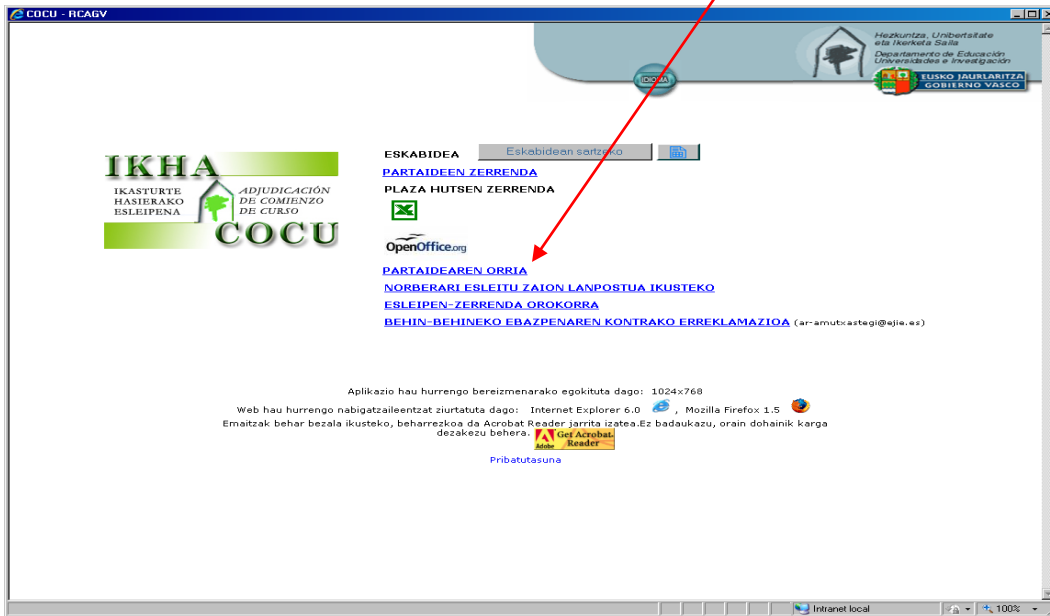 COCU - RCAGV
Hezkuntza, Unibertsitate
eta Ikerketa Saila
Departamento de Educación
Universidades e Investigación
EUSKO JAURLARITZA
GOBIERNO VASCO
IDIOMA
IKHA
IKASTURTE
HASIERAKO
ESLEIPENA
ADJUDICACIÓN
DE COMIENZO
DE CURSO
COCU
ESKABIDEA Eskabidean sartzeko
PARTAIDEEN ZERRENDA
PLAZA HUTSEN ZERRENDA
OpenOffice.org
PARTAIDEAREN ORRIA
NORBERARI ESLEITU ZAION LANPOSTUA IKUSTEKO
ESLEIPEN-ZERRENDA OROKORRA
BEHIN-BEHINEKO EBAZPENAREN KONTRAKO ERREKLAMAZIOA (ar-amutxastegi@ejie.es)
Aplikazio hau hurrengo bereizmenarako egokituta dago: 1024x768
Web hau hurrengo nabigatzaileentzat ziurtatuta dago: Internet Explorer 6.0 , Mozilla Firefox 1.5
Emaitzak behar bezala ikusteko, beharrezkoa da Acrobat Reader jarrita izatea.Ez badaukazu, orain dohainik karga
dezakezu behera. Get Acrobat Reader Adobe
Pribatutasuna
Intranet local 100%